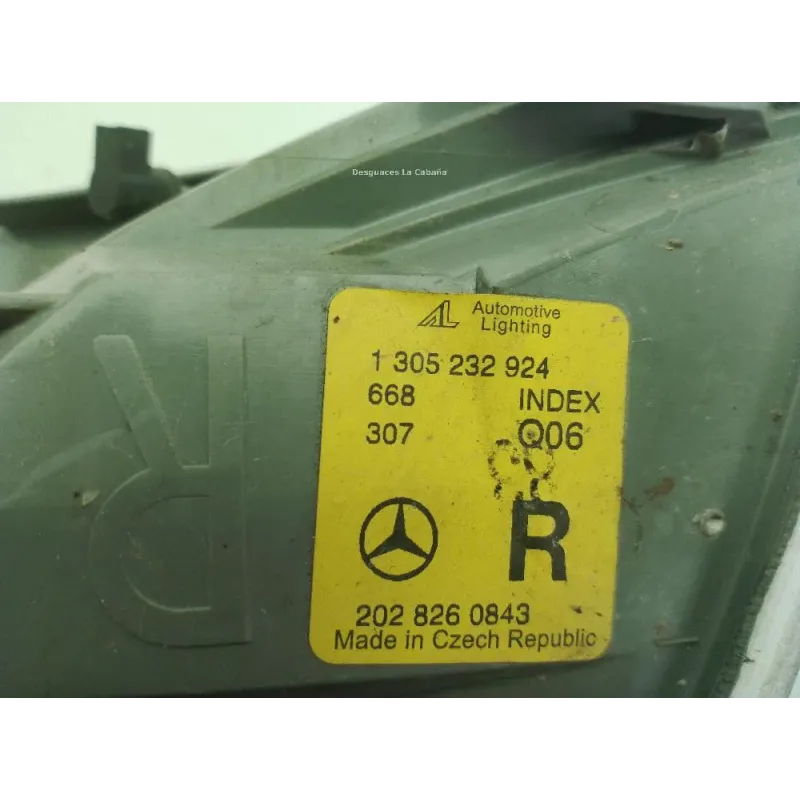 Desguaces La Cabaña
AL Automotive
Lighting
1 305 232 924
668 INDEX
307 Q06
R
R
202 826 0843
Made in Czech Republic